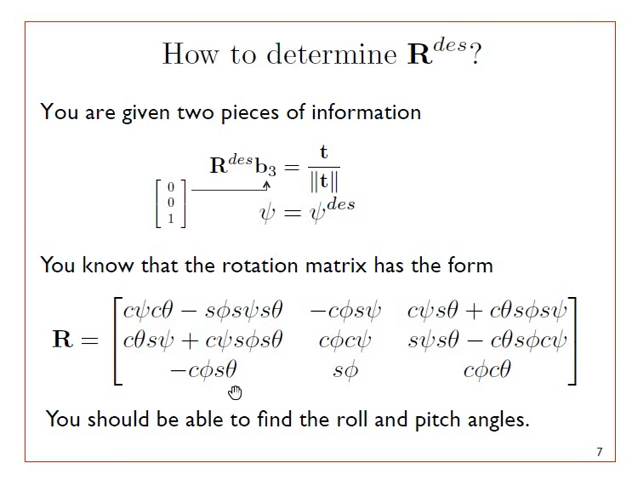 How to determine R^des?
You are given two pieces of information
R^des b₃ = t / ‖t‖
[0 0 1]
ψ = ψ^des
You know that the rotation matrix has the form
R = [cψcθ − sϕsψsθ −cϕsψ cψsθ + cθsϕsψ
cθsψ + cψsϕsθ cϕcψ sψsθ − cθsϕcψ
−cϕsθ sϕ cϕcθ]
You should be able to find the roll and pitch angles.
7